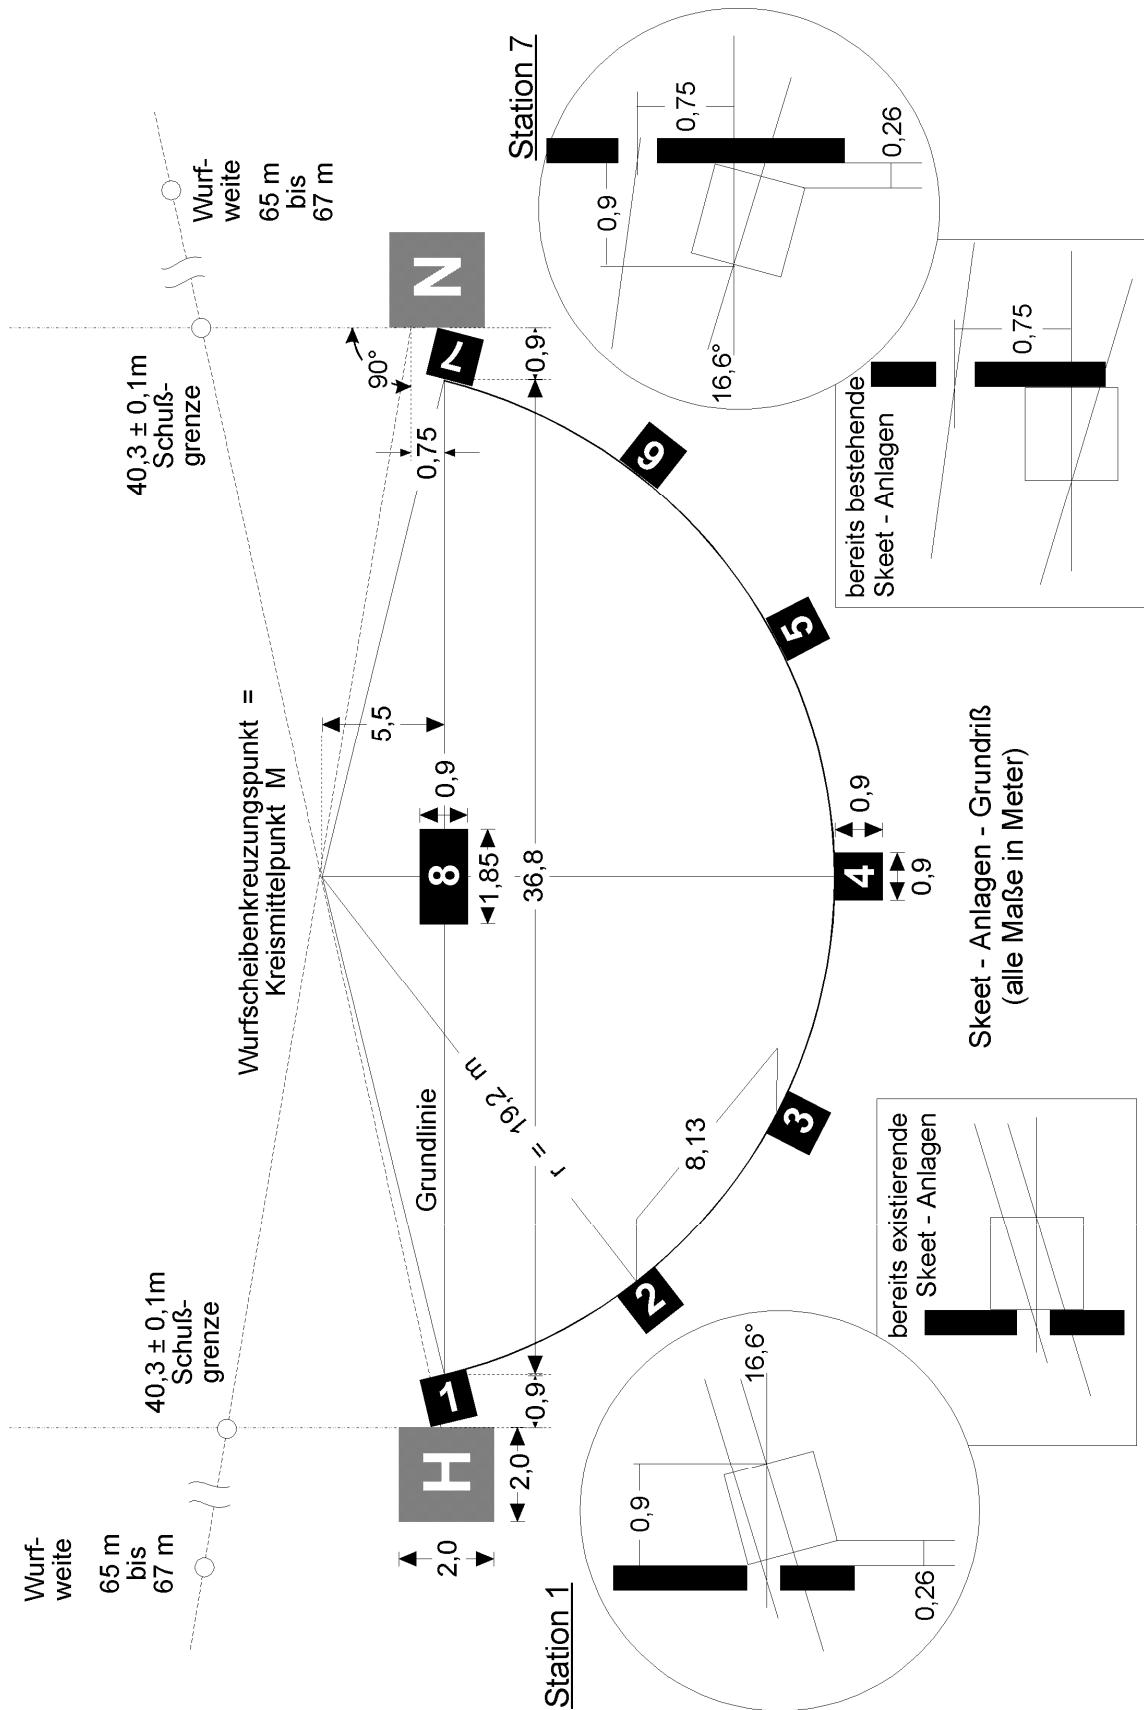 Wurf-
weite
65 m
bis
67 m
40,3 ± 0,1m
Schuß-
grenze
Wurfscheibenkreuzungspunkt =
Kreismittelpunkt M
40,3 ± 0,1m
Schuß-
grenze
Wurf-
weite
65 m
bis
67 m
90°
0,75
5,5
H
N
1
2
3
4
5
6
7
8
0,9
1,85
Grundlinie
36,8
0,9
0,9
2,0
2,0
r = 19,2 m
8,13
0,9
0,9
Station 1
0,9
16,6°
0,26
bereits existierende
Skeet - Anlagen
Skeet - Anlagen - Grundriß
(alle Maße in Meter)
bereits bestehende
Skeet - Anlagen
0,75
Station 7
0,9
0,75
16,6°
0,26